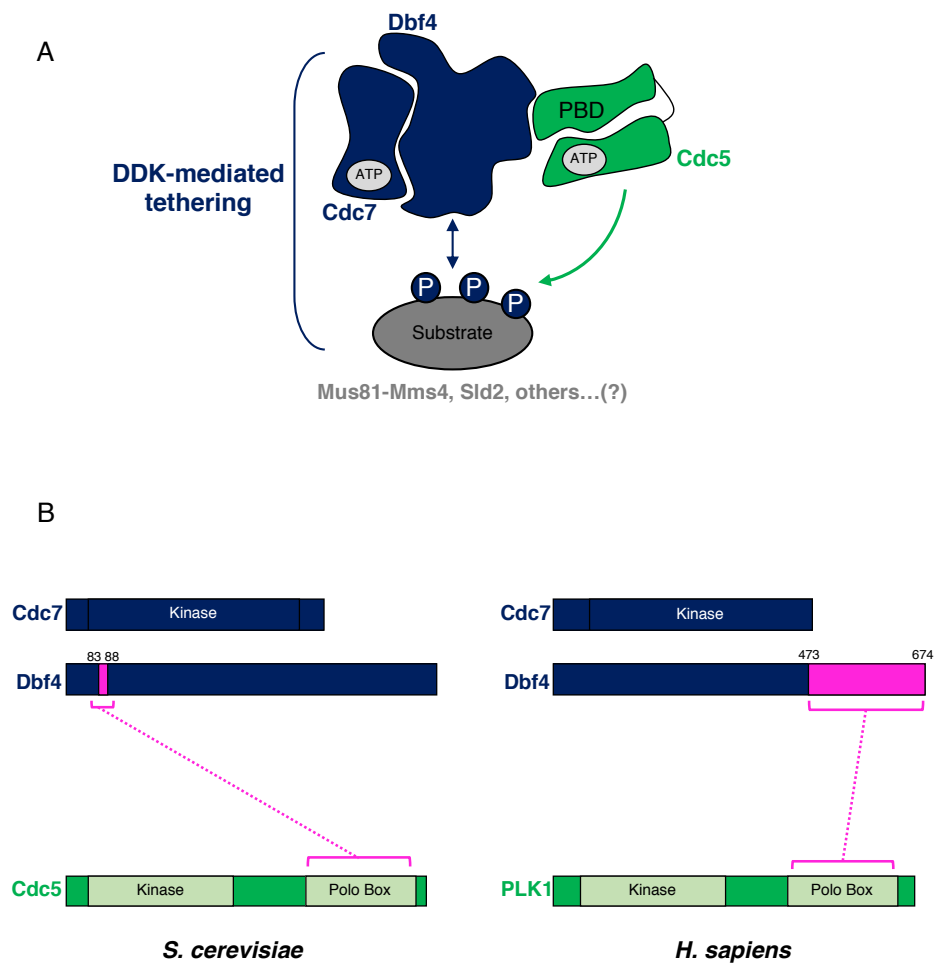 A
Dbf4
PBD
ATP
Cdc5
DDK-mediated
tethering
ATP
Cdc7
P P P
Substrate
Mus81-Mms4, Sld2, others…(?)
B
Cdc7 Kinase
83 88
Dbf4
Cdc5 Kinase Polo Box
S. cerevisiae
Cdc7 Kinase
473 674
Dbf4
PLK1 Kinase Polo Box
H. sapiens